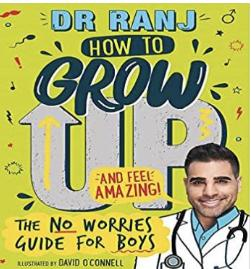 DR RANJ
HOW TO
GROW
UP
AND FEEL
AMAZING!
THE NO WORRIES
GUIDE FOR BOYS
ILLUSTRATED BY DAVID O'CONNELL